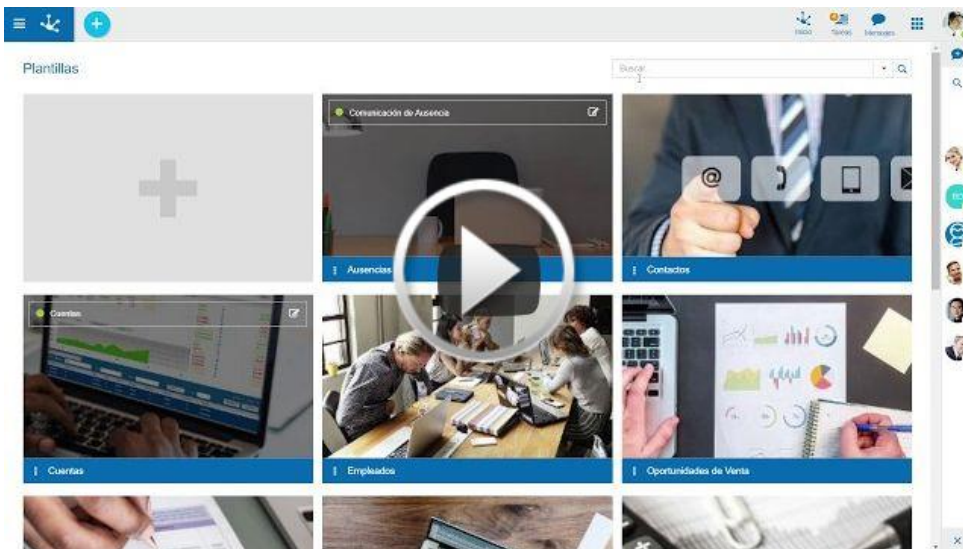 Inicio
Tareas
Mensajes
Plantillas
Buscar
Comunicación de Ausencia
@
Ausencias
Contactos
Cuentas
Cuentas
Empleados
Oportunidades de Venta